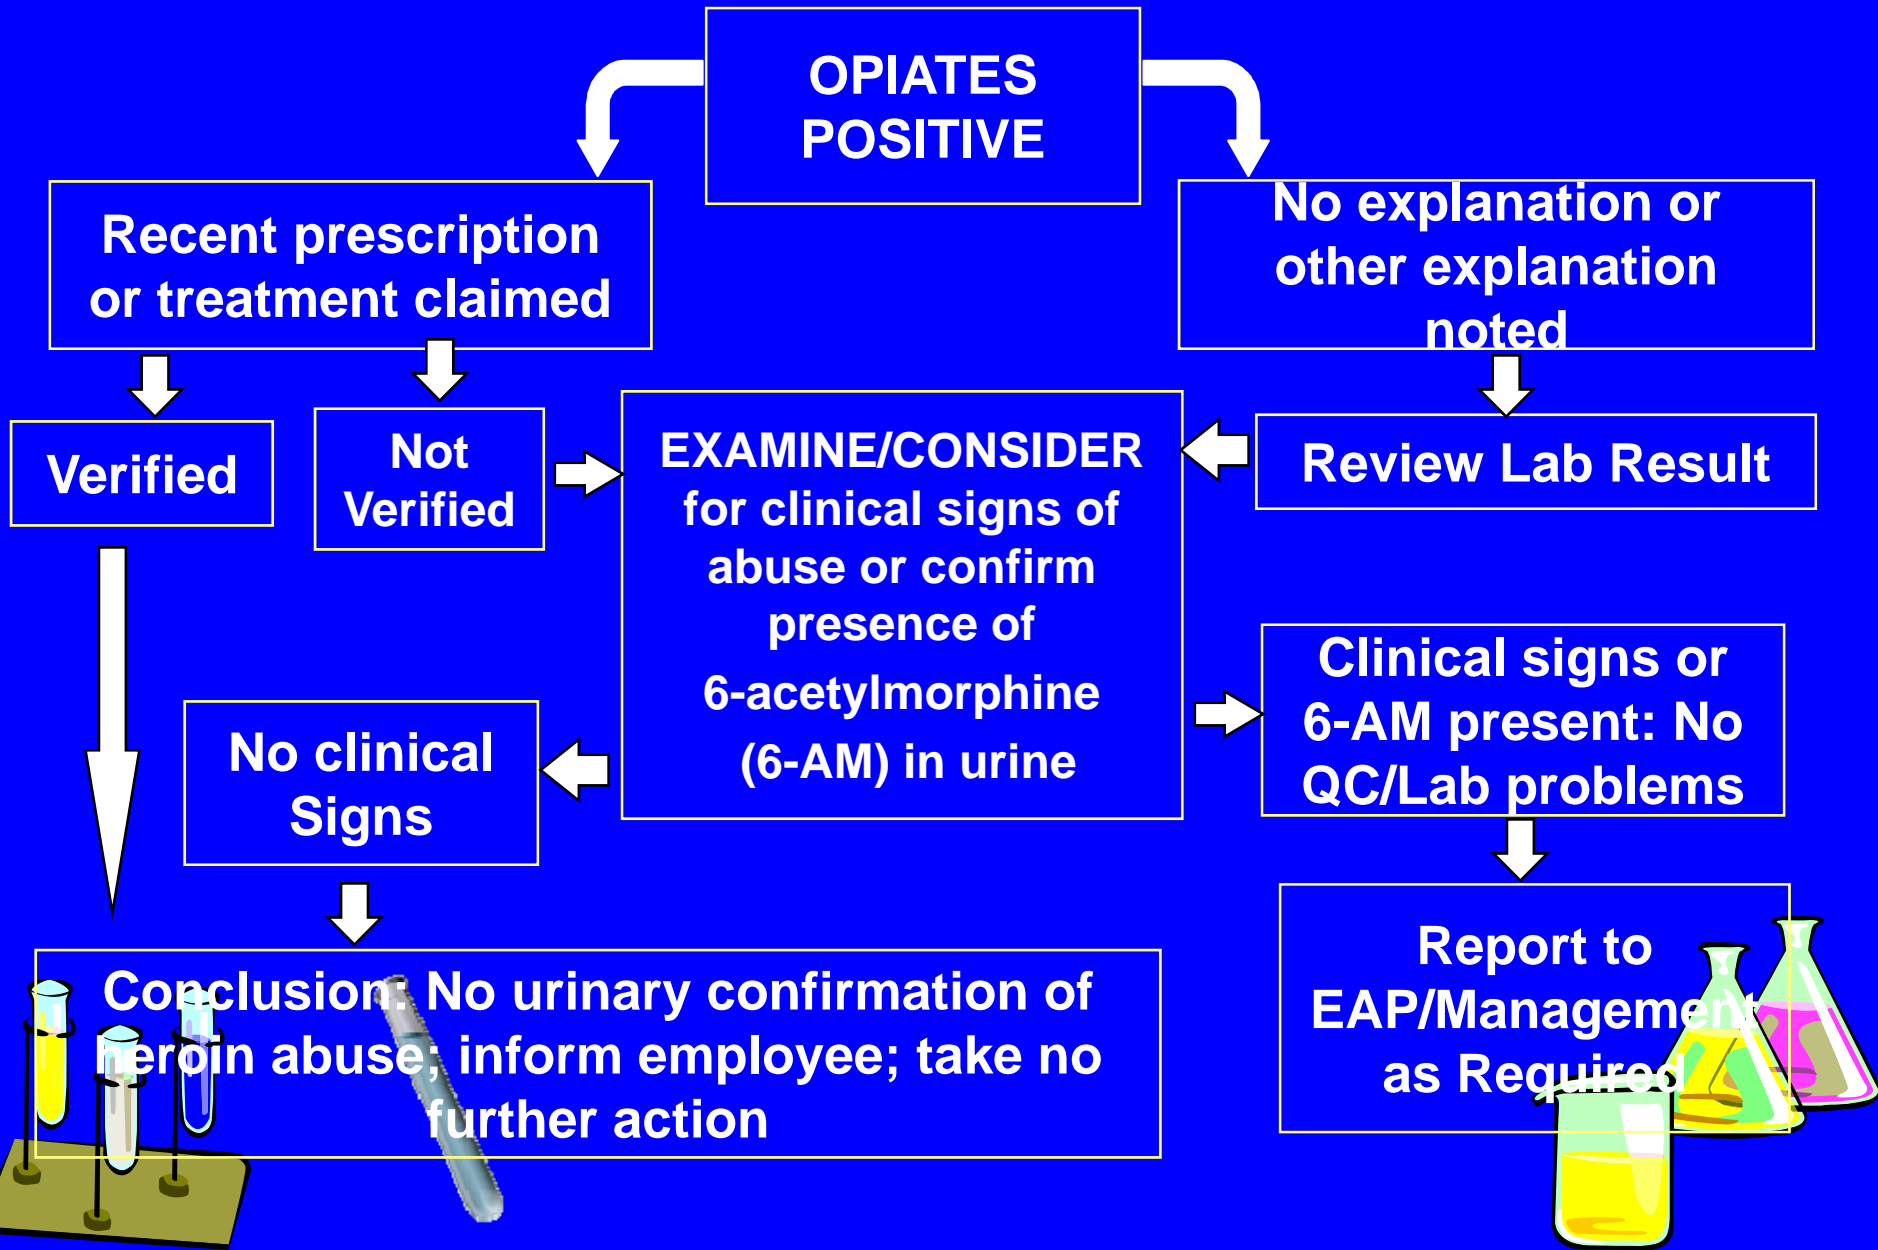 OPIATES
POSITIVE
Recent prescription
or treatment claimed
No explanation or
other explanation
noted
Verified
Not
Verified
EXAMINE/CONSIDER
for clinical signs of
abuse or confirm
presence of
6-acetylmorphine
(6-AM) in urine
Review Lab Result
No clinical
Signs
Clinical signs or
6-AM present: No
QC/Lab problems
Conclusion: No urinary confirmation of
heroin abuse; inform employee; take no
further action
Report to
EAP/Management
as Required